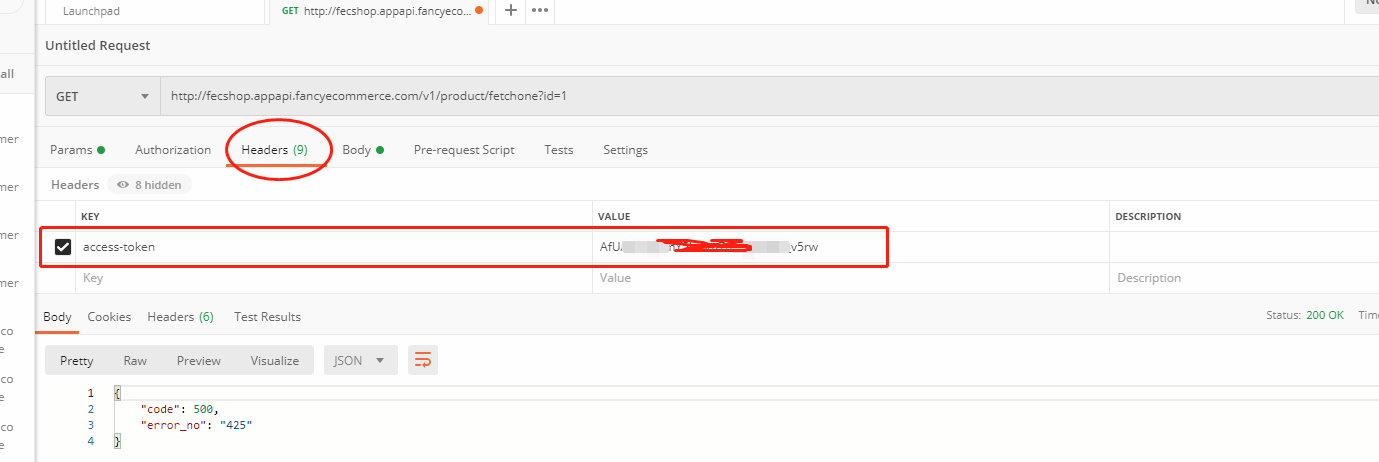 Launchpad GET http://fecshop.appapi.fancyeco... + •••
Untitled Request
all
GET http://fecshop.appapi.fancyecommerce.com/v1/product/fetchone?id=1
mer
Params Authorization Headers (9) Body Pre-request Script Tests Settings
mer
Headers 8 hidden
KEY VALUE DESCRIPTION
mer
access-token AfU v5rw
Key Value Description
mer
Body Cookies Headers (6) Test Results Status: 200 OK Tim
co
e
Pretty Raw Preview Visualize JSON
co
1 {
e
2 "code": 500,
3 "error_no": "425"
co
4 }
e